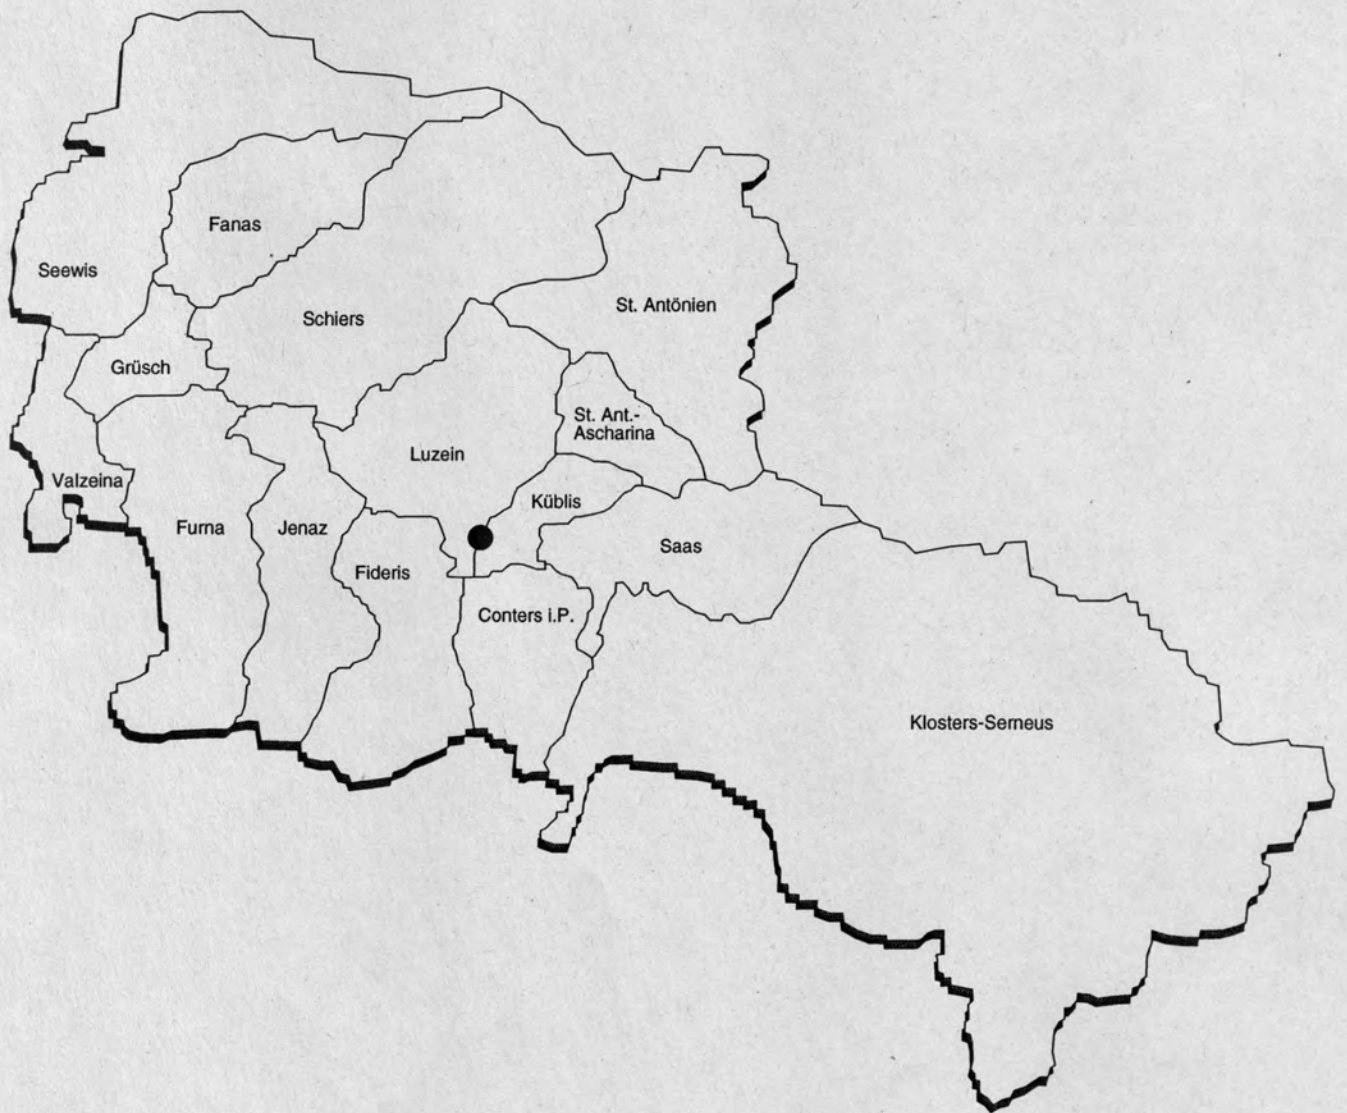 Fanas
Seewis
Schiers
St. Antönien
Grüsch
St. Ant.-
Ascharina
Luzein
Valzeina
Küblis
Furna
Jenaz
Saas
Fideris
Conters i.P.
Klosters-Serneus